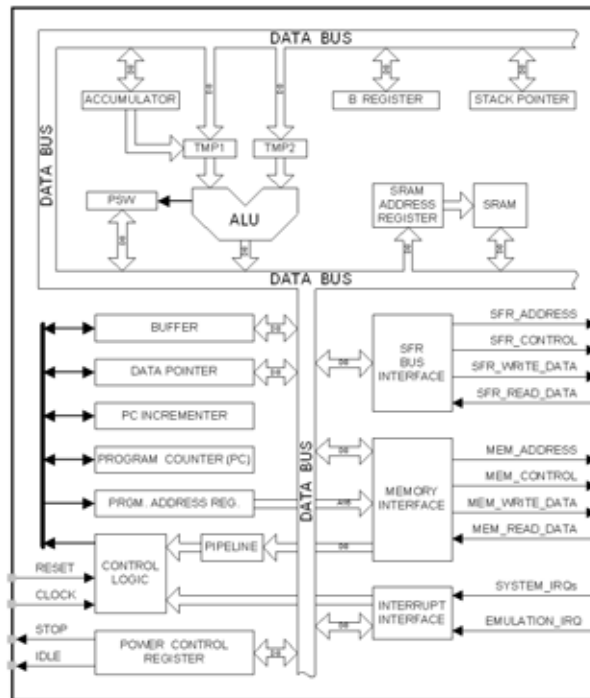 DATA BUS
ACCUMULATOR
B REGISTER
STACK POINTER
TMP1
TMP2
DATA BUS
PSW
ALU
SRAM
ADDRESS
REGISTER
SRAM
DATA BUS
BUFFER
DATA POINTER
PC INCREMENTER
PROGRAM COUNTER (PC)
PRGM. ADDRESS REG.
DATA BUS
SFR
BUS
INTERFACE
SFR_ADDRESS
SFR_CONTROL
SFR_WRITE_DATA
SFR_READ_DATA
MEMORY
INTERFACE
MEM_ADDRESS
MEM_CONTROL
MEM_WRITE_DATA
MEM_READ_DATA
PIPELINE
CONTROL
LOGIC
RESET
CLOCK
INTERRUPT
INTERFACE
SYSTEM_IRQs
EMULATION_IRQ
STOP
IDLE
POWER CONTROL
REGISTER